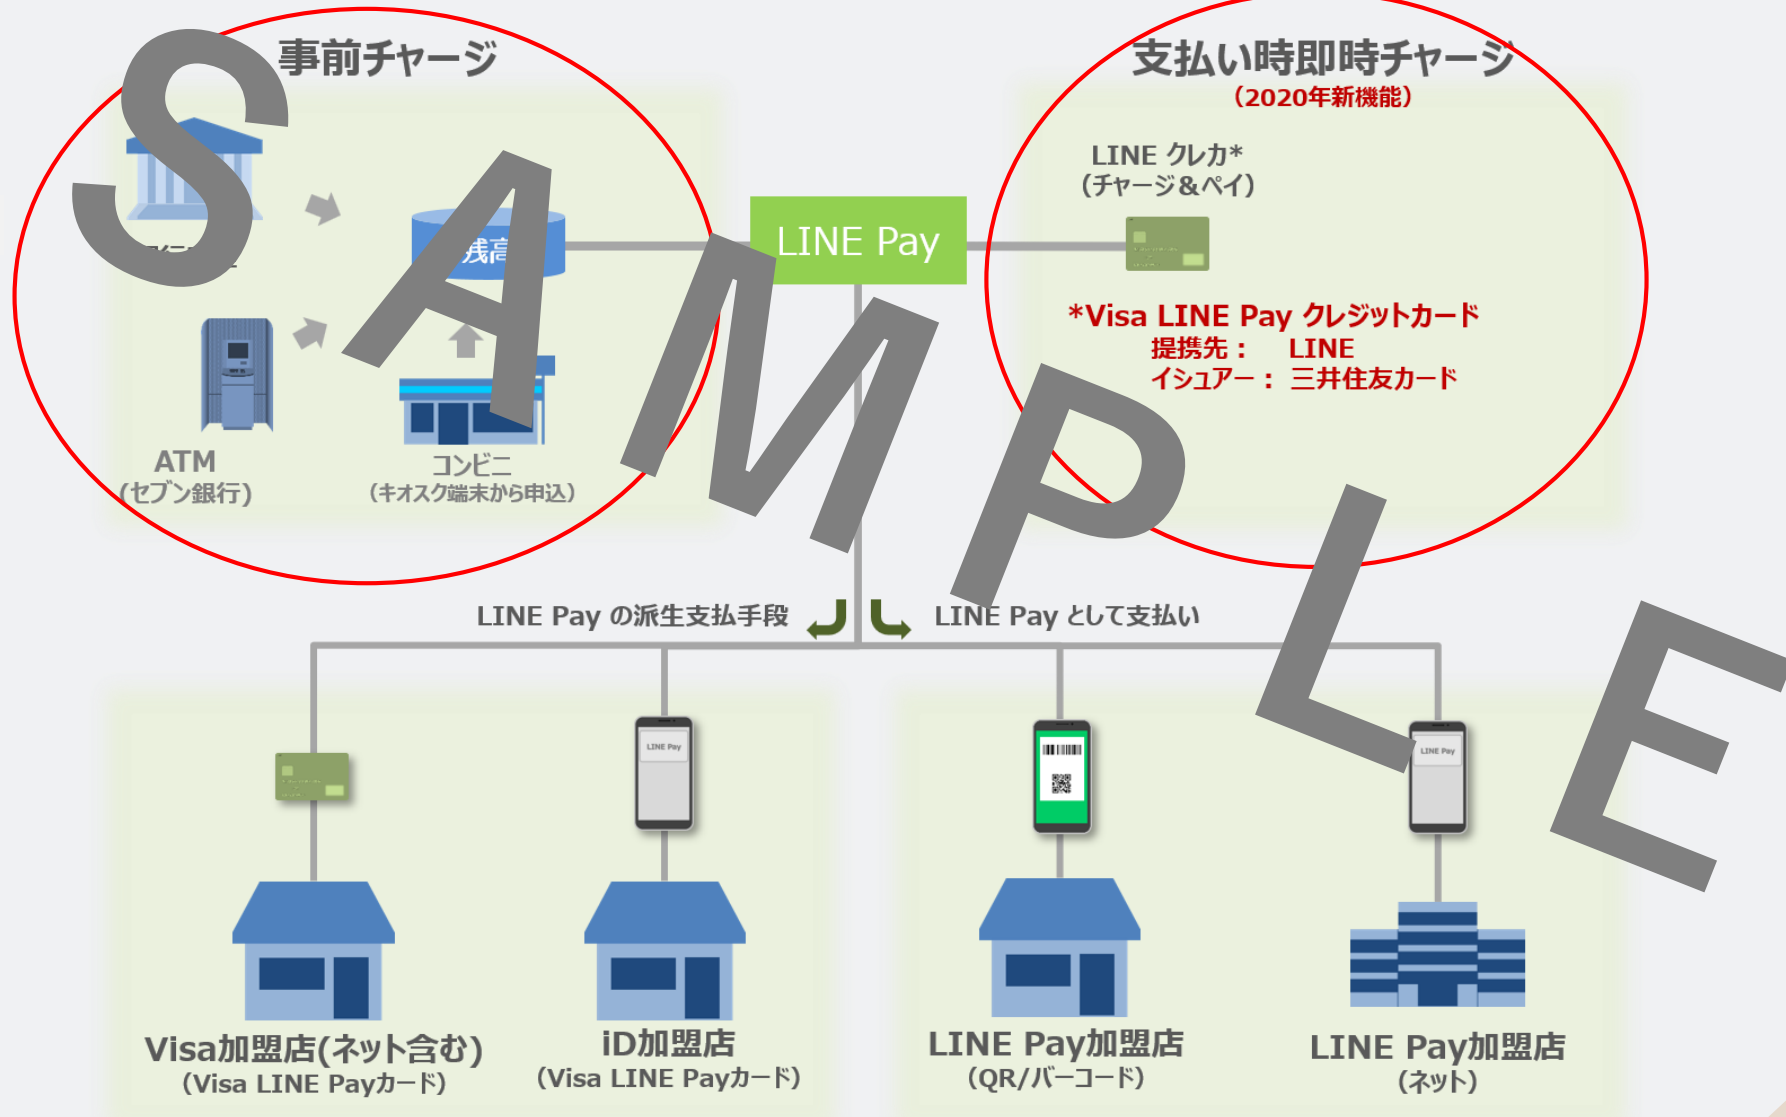 事前チャージ
支払い時即時チャージ
（2020年新機能）
LINE クレカ*
（チャージ＆ペイ）
残高
LINE Pay
*Visa LINE Pay クレジットカード
提携先： LINE
イシュアー： 三井住友カード
ATM
(セブン銀行)
コンビニ
（キオスク端末から申込）
SAMPLE
LINE Pay の派生支払手段
LINE Pay として支払い
LINE Pay
LINE Pay
Visa加盟店(ネット含む)
（Visa LINE Payカード）
iD加盟店
（Visa LINE Payカード）
LINE Pay加盟店
（QR/バーコード）
LINE Pay加盟店
（ネット）